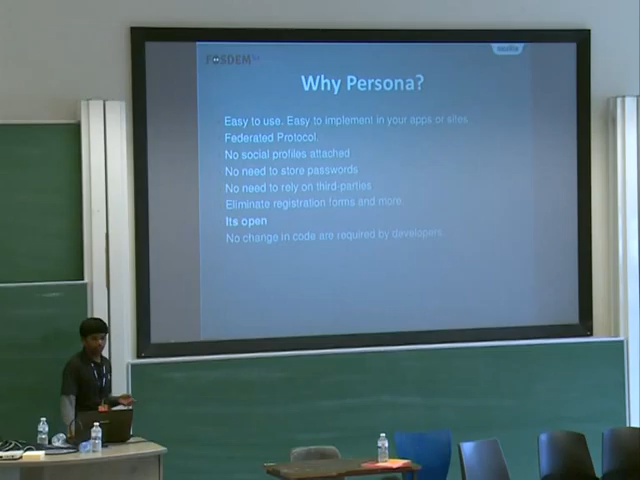 FOSDEM
mozilla
Why Persona?
Easy to use. Easy to implement in your apps or sites
Federated Protocol.
No social profiles attached
No need to store passwords
No need to rely on third-parties
Eliminate registration forms and more.
Its open
No change in code are required by developers.